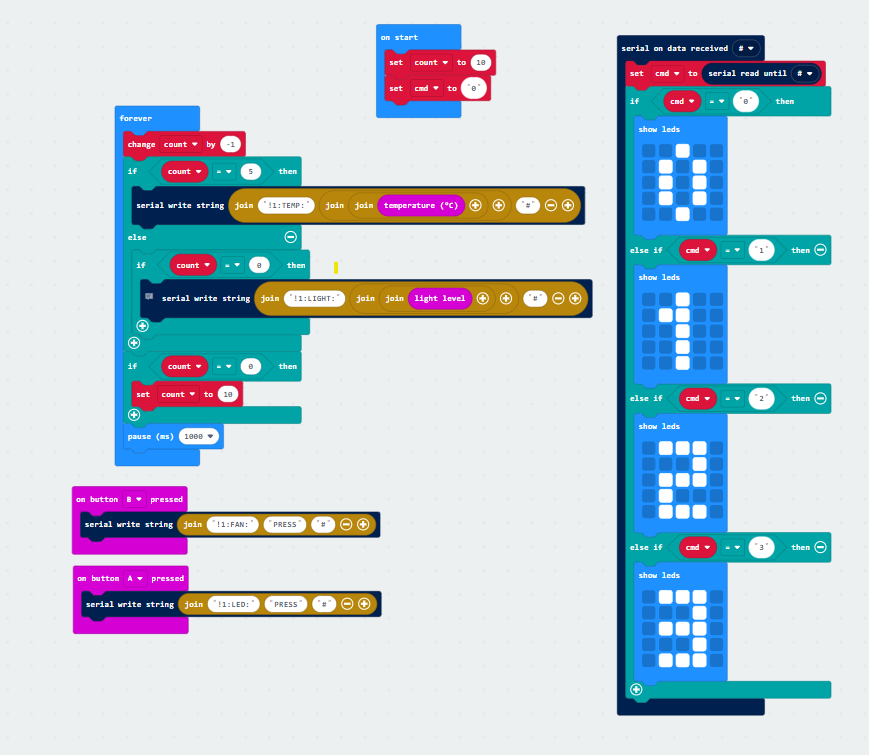 on start
set count to 10
set cmd to "0"
forever
change count by -1
if count = 5 then
serial write string join "!1:TEMP:" join join temperature (°C) "#"
else
if count = 0 then
serial write string join "!1:LIGHT:" join join light level "#"
if count = 0 then
set count to 10
pause (ms) 1000
on button B pressed
serial write string join "!1:FAN:" "PRESS" "#"
on button A pressed
serial write string join "!1:LED:" "PRESS" "#"
serial on data received #
set cmd to serial read until #
if cmd = "0" then
show leds
else if cmd = "1" then
show leds
else if cmd = "2" then
show leds
else if cmd = "3" then
show leds